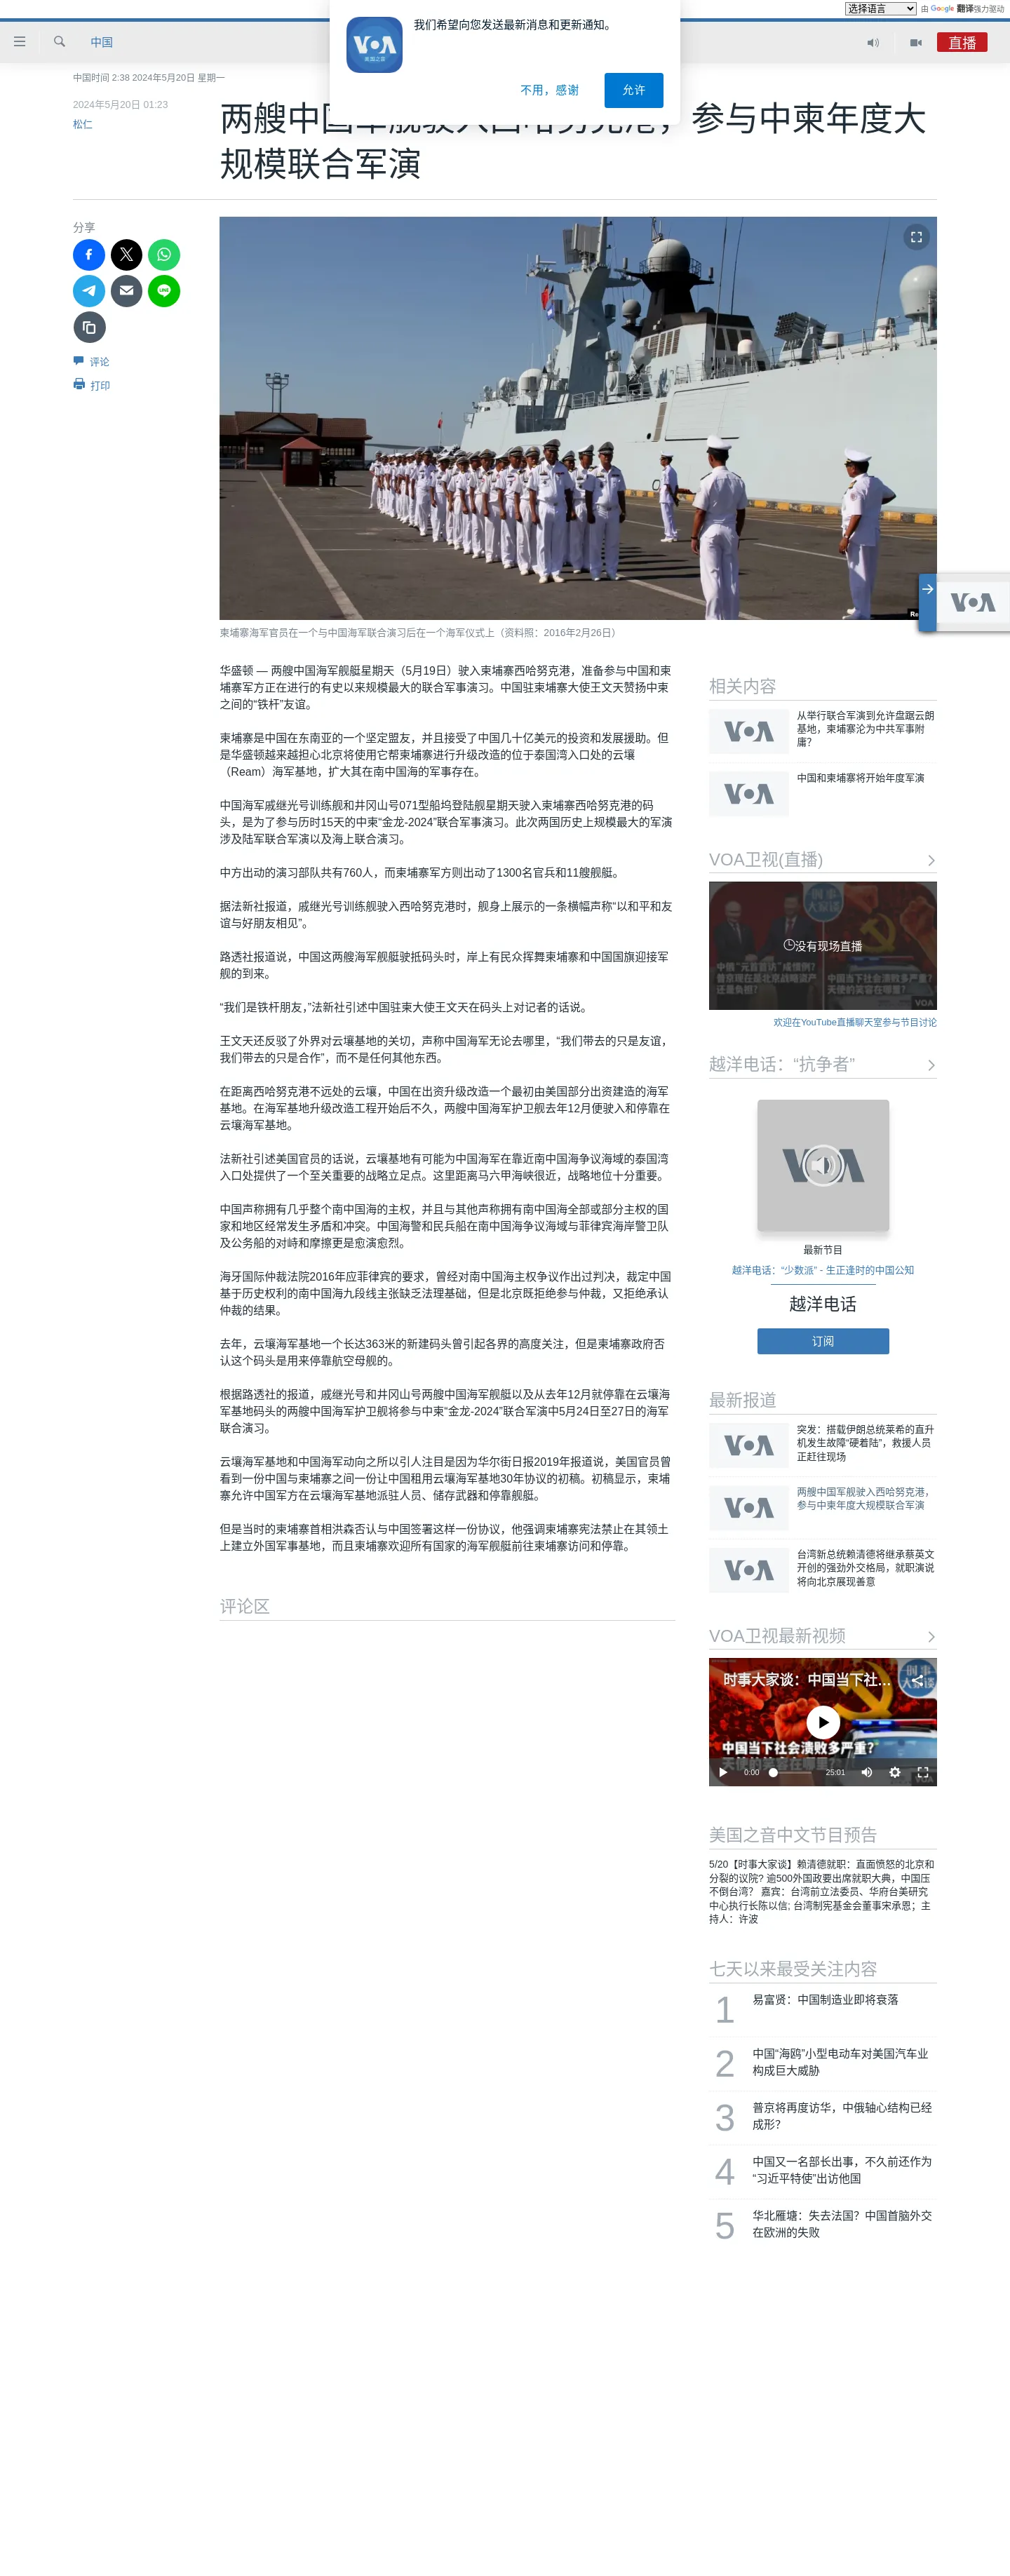 选择语言
由 Google 翻译强力驱动
VOA
美国之音
我们希望向您发送最新消息和更新通知。
不用，感谢
允许
中国
直播
中国时间 2:38 2024年5月20日 星期一
2024年5月20日 01:23
松仁
参与中柬年度大
规模联合军演
分享
评论
打印
柬埔寨海军官员在一个与中国海军联合演习后在一个海军仪式上（资料照：2016年2月26日）
VOA
华盛顿 — 两艘中国海军舰艇星期天（5月19日）驶入柬埔寨西哈努克港，准备参与中国和柬
埔寨军方正在进行的有史以来规模最大的联合军事演习。中国驻柬埔寨大使王文天赞扬中柬
之间的“铁杆”友谊。
柬埔寨是中国在东南亚的一个坚定盟友，并且接受了中国几十亿美元的投资和发展援助。但
是华盛顿越来越担心北京将使用它帮柬埔寨进行升级改造的位于泰国湾入口处的云壤
（Ream）海军基地，扩大其在南中国海的军事存在。
中国海军戚继光号训练舰和井冈山号071型船坞登陆舰星期天驶入柬埔寨西哈努克港的码
头，是为了参与历时15天的中柬“金龙-2024”联合军事演习。此次两国历史上规模最大的军演
涉及陆军联合军演以及海上联合演习。
中方出动的演习部队共有760人，而柬埔寨军方则出动了1300名官兵和11艘舰艇。
据法新社报道，戚继光号训练舰驶入西哈努克港时，舰身上展示的一条横幅声称“以和平和友
谊与好朋友相见”。
路透社报道说，中国这两艘海军舰艇驶抵码头时，岸上有民众挥舞柬埔寨和中国国旗迎接军
舰的到来。
“我们是铁杆朋友，”法新社引述中国驻柬大使王文天在码头上对记者的话说。
王文天还反驳了外界对云壤基地的关切，声称中国海军无论去哪里，“我们带去的只是友谊，
我们带去的只是合作”，而不是任何其他东西。
在距离西哈努克港不远处的云壤，中国在出资升级改造一个最初由美国部分出资建造的海军
基地。在海军基地升级改造工程开始后不久，两艘中国海军护卫舰去年12月便驶入和停靠在
云壤海军基地。
法新社引述美国官员的话说，云壤基地有可能为中国海军在靠近南中国海争议海域的泰国湾
入口处提供了一个至关重要的战略立足点。这里距离马六甲海峡很近，战略地位十分重要。
中国声称拥有几乎整个南中国海的主权，并且与其他声称拥有南中国海全部或部分主权的国
家和地区经常发生矛盾和冲突。中国海警和民兵船在南中国海争议海域与菲律宾海岸警卫队
及公务船的对峙和摩擦更是愈演愈烈。
海牙国际仲裁法院2016年应菲律宾的要求，曾经对南中国海主权争议作出过判决，裁定中国
基于历史权利的南中国海九段线主张缺乏法理基础，但是北京既拒绝参与仲裁，又拒绝承认
仲裁的结果。
去年，云壤海军基地一个长达363米的新建码头曾引起各界的高度关注，但是柬埔寨政府否
认这个码头是用来停靠航空母舰的。
根据路透社的报道，戚继光号和井冈山号两艘中国海军舰艇以及从去年12月就停靠在云壤海
军基地码头的两艘中国海军护卫舰将参与中柬“金龙-2024”联合军演中5月24日至27日的海军
联合演习。
云壤海军基地和中国海军动向之所以引人注目是因为华尔街日报2019年报道说，美国官员曾
看到一份中国与柬埔寨之间一份让中国租用云壤海军基地30年协议的初稿。初稿显示，柬埔
寨允许中国军方在云壤海军基地派驻人员、储存武器和停靠舰艇。
但是当时的柬埔寨首相洪森否认与中国签署这样一份协议，他强调柬埔寨宪法禁止在其领土
上建立外国军事基地，而且柬埔寨欢迎所有国家的海军舰艇前往柬埔寨访问和停靠。
评论区
相关内容
VOA
从举行联合军演到允许盘踞云朗
基地，柬埔寨沦为中共军事附
庸？
VOA
中国和柬埔寨将开始年度军演
VOA卫视(直播)
没有现场直播
欢迎在YouTube直播聊天室参与节目讨论
越洋电话：“抗争者”
VOA
最新节目
越洋电话：“少数派” - 生正逢时的中国公知
越洋电话
订阅
最新报道
VOA
突发：搭载伊朗总统莱希的直升
机发生故障“硬着陆”，救援人员
正赶往现场
VOA
两艘中国军舰驶入西哈努克港，
参与中柬年度大规模联合军演
VOA
台湾新总统赖清德将继承蔡英文
开创的强劲外交格局，就职演说
将向北京展现善意
VOA卫视最新视频
时事大家谈：中国当下社...
时事
大家谈
中国当下社会溃败多严重？
天使的笑容在哪里？
0:00
25:01
美国之音中文节目预告
5/20【时事大家谈】赖清德就职：直面愤怒的北京和
分裂的议院? 逾500外国政要出席就职大典，中国压
不倒台湾？ 嘉宾：台湾前立法委员、华府台美研究
中心执行长陈以信; 台湾制宪基金会董事宋承恩；主
持人：许波
七天以来最受关注内容
1
易富贤：中国制造业即将衰落
2
中国“海鸥”小型电动车对美国汽车业
构成巨大威胁
3
普京将再度访华，中俄轴心结构已经
成形？
4
中国又一名部长出事，不久前还作为
“习近平特使”出访他国
5
华北雁塘：失去法国？中国首脑外交
在欧洲的失败